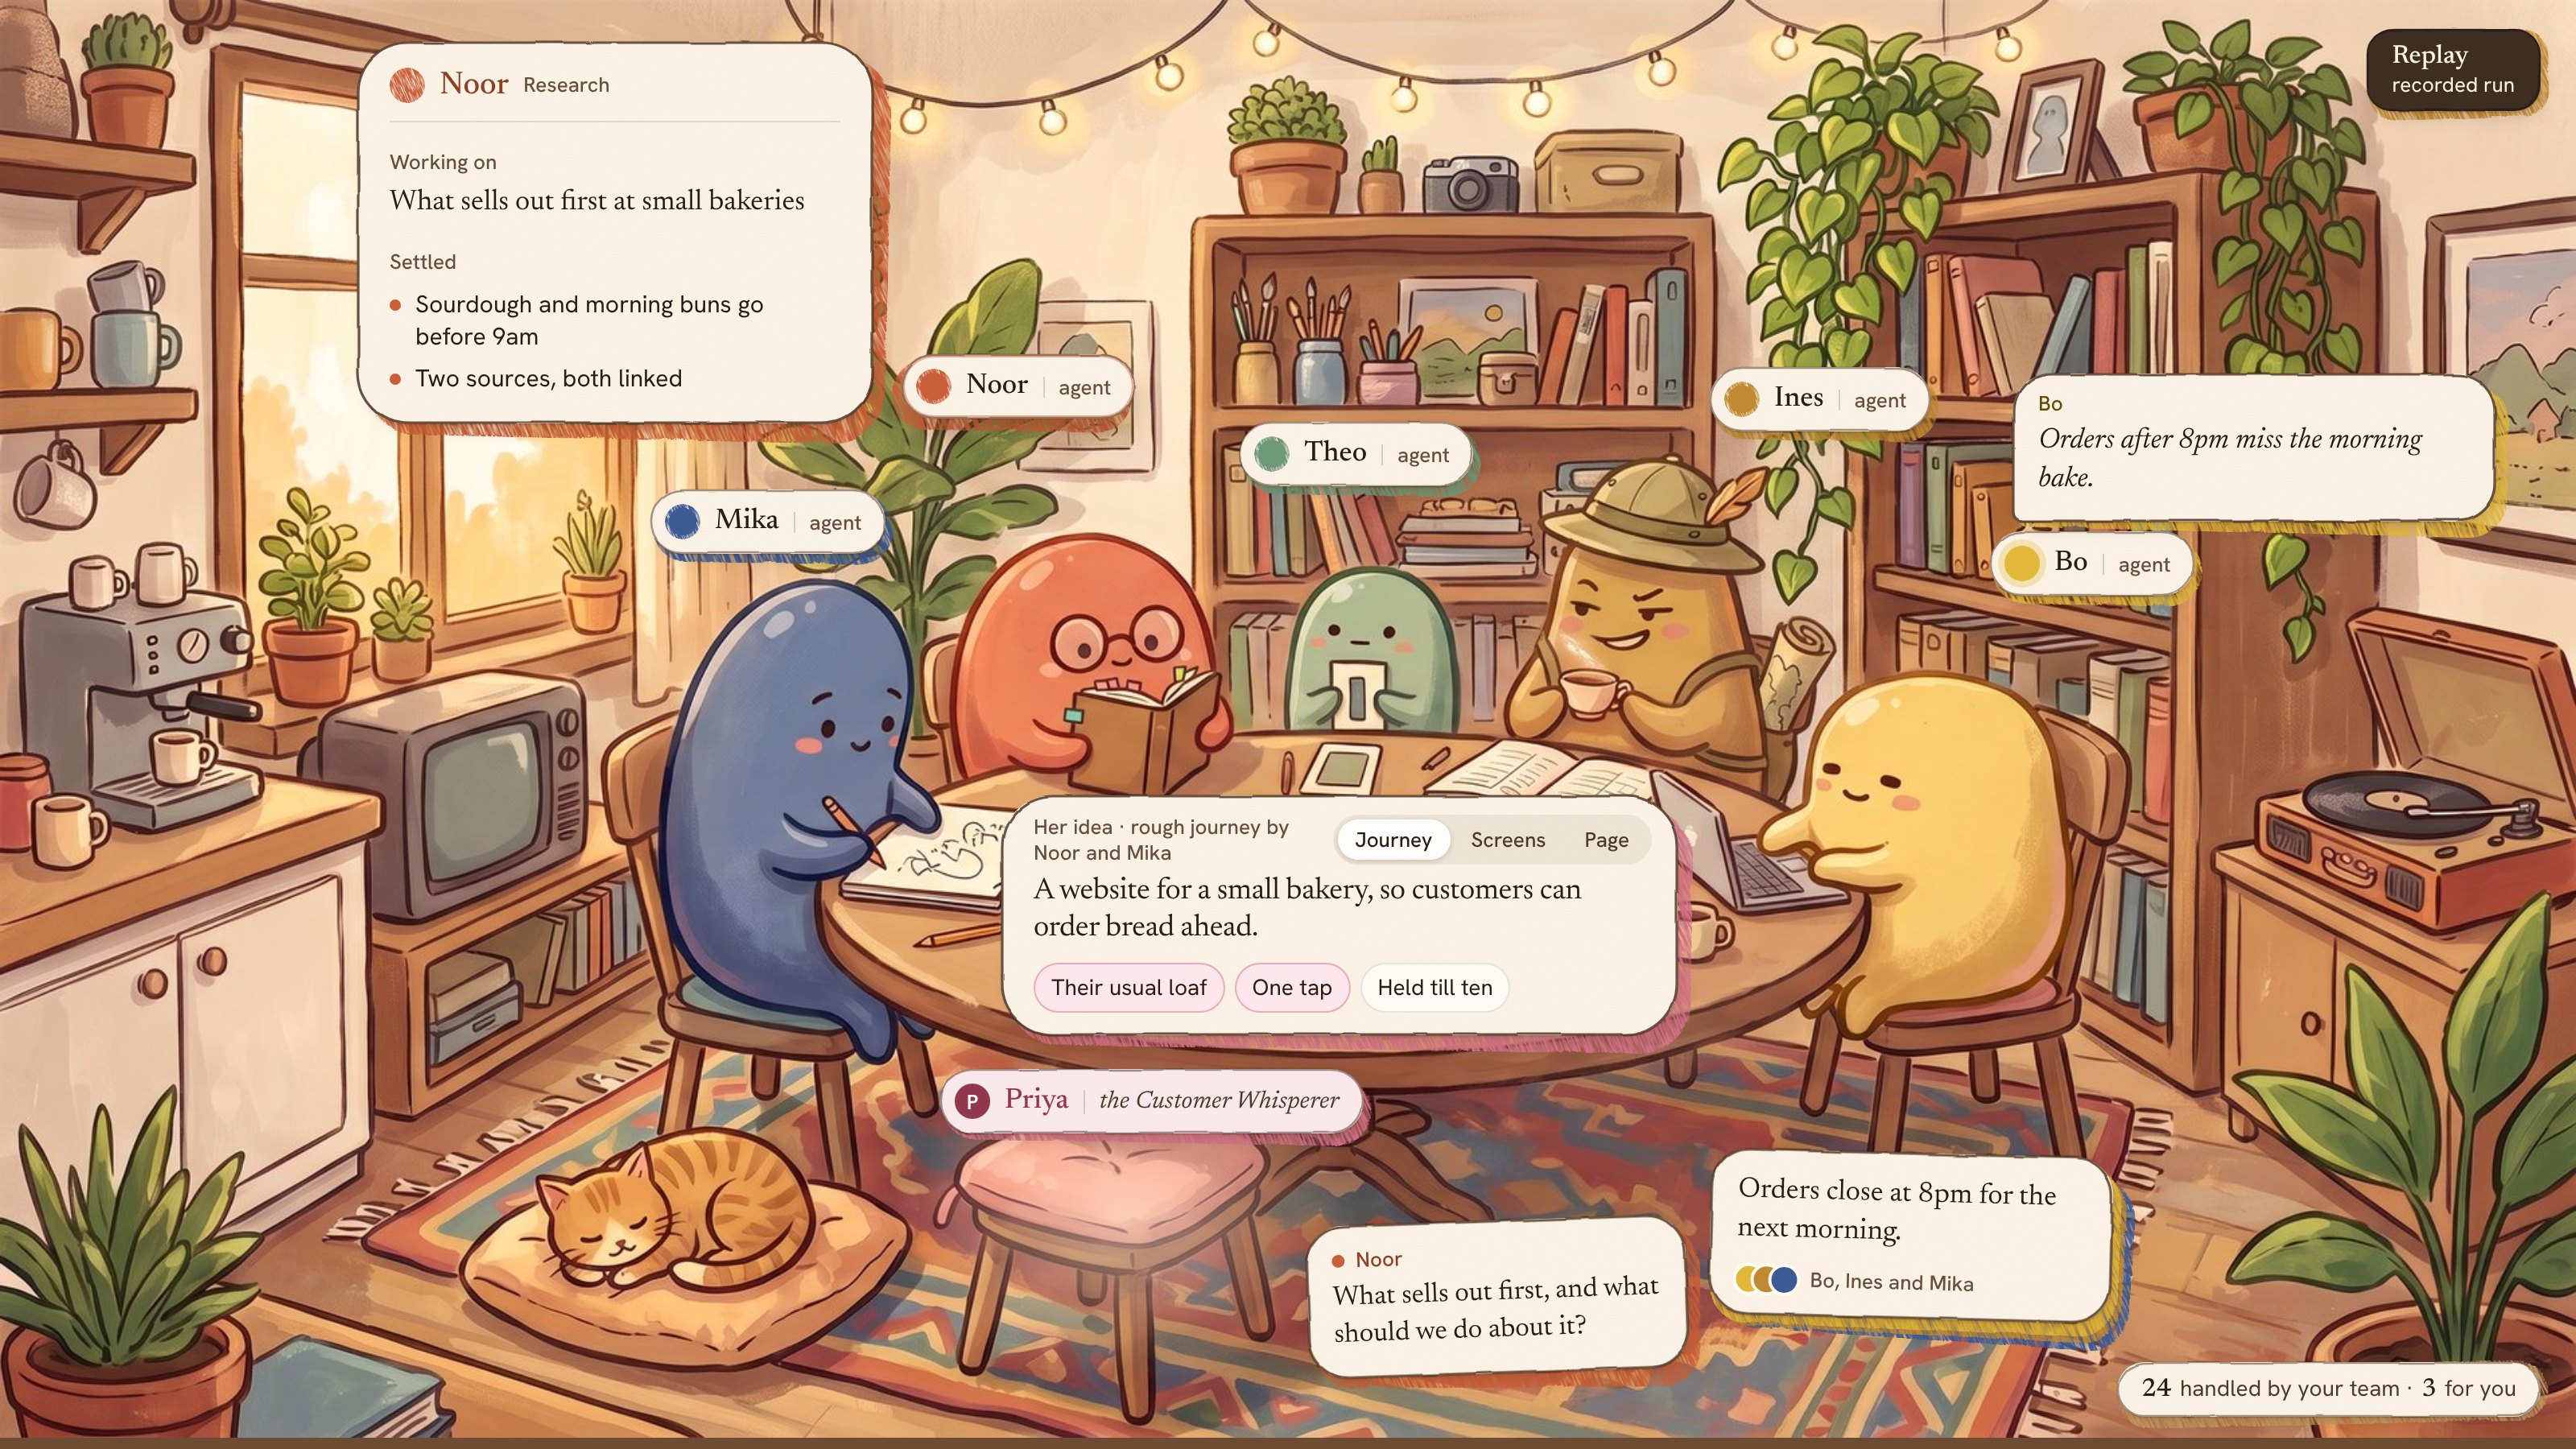 Noor Research
Working on
What sells out first at small bakeries
Settled
Sourdough and morning buns go
before 9am
Two sources, both linked
Replay
recorded run
Noor agent
Ines agent
Bo
Orders after 8pm miss the morning
bake.
Theo agent
Mika agent
Bo agent
Her idea · rough journey by
Noor and Mika
Journey Screens Page
A website for a small bakery, so customers can
order bread ahead.
Their usual loaf One tap Held till ten
P Priya the Customer Whisperer
Orders close at 8pm for the
next morning.
Bo, Ines and Mika
Noor
What sells out first, and what
should we do about it?
24 handled by your team · 3 for you